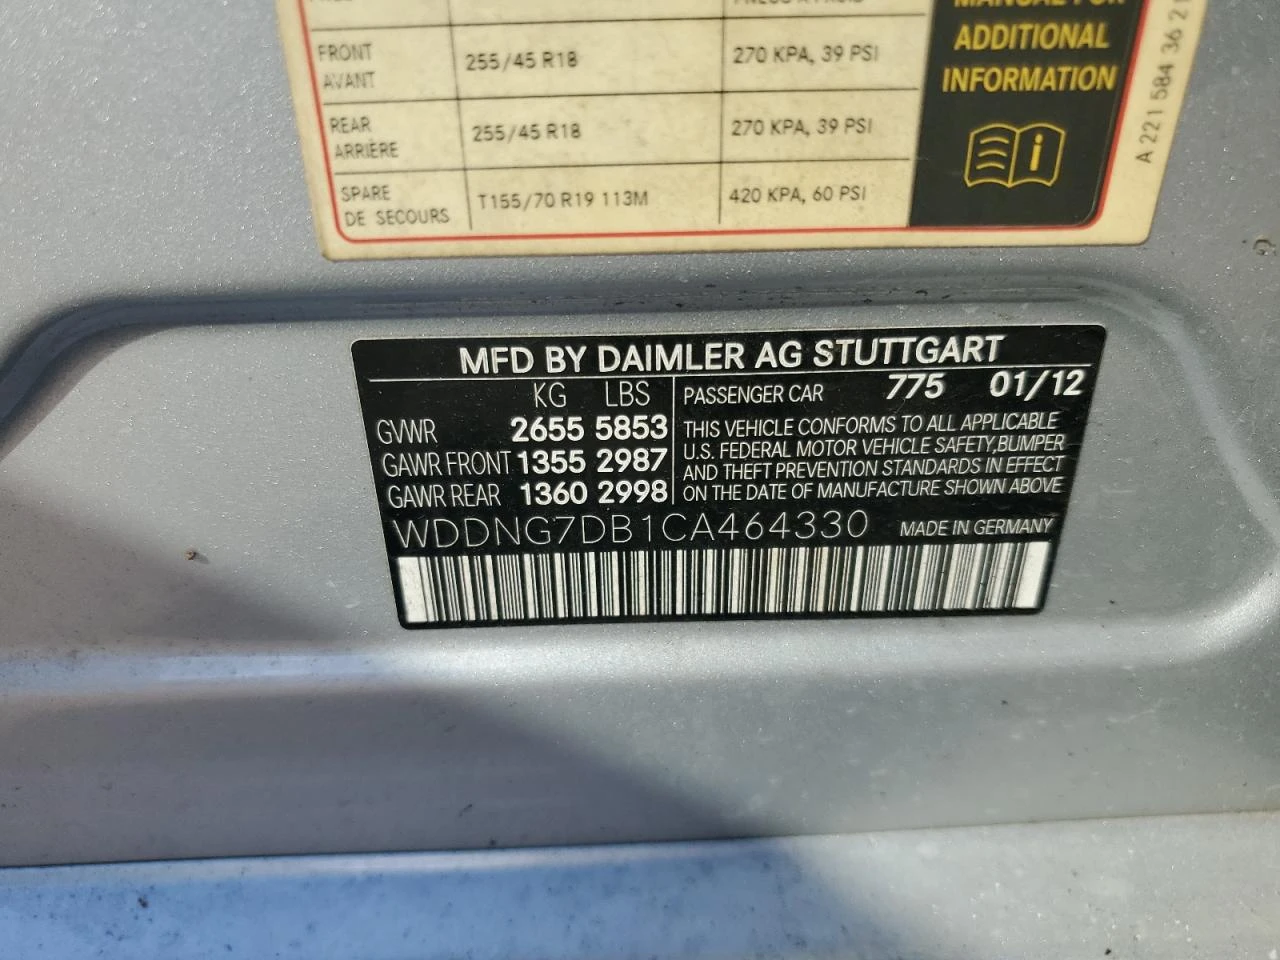 MANUAL FOR
ADDITIONAL
INFORMATION
FRONT 255/45 R18 270 KPA, 39 PSI
AVANT
REAR 255/45 R18 270 KPA, 39 PSI
ARRIÈRE
SPARE T155/70 R19 113M 420 KPA, 60 PSI
DE SECOURS
A 221 584 36 21
MFD BY DAIMLER AG STUTTGART
KG LBS
GVWR 2655 5853
GAWR FRONT 1355 2987
GAWR REAR 1360 2998
PASSENGER CAR 775 01/12
THIS VEHICLE CONFORMS TO ALL APPLICABLE
U.S. FEDERAL MOTOR VEHICLE SAFETY,BUMPER
AND THEFT PREVENTION STANDARDS IN EFFECT
ON THE DATE OF MANUFACTURE SHOWN ABOVE
WDDNG7DB1CA464330 MADE IN GERMANY